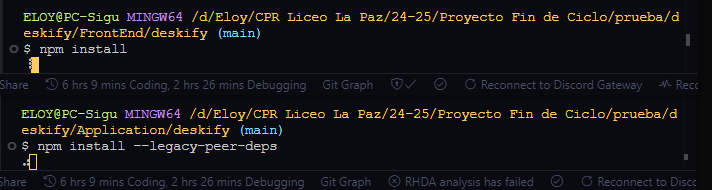 ELOY@PC-Sigu MINGW64 /d/Eloy/CPR Liceo La Paz/24-25/Proyecto Fin de Ciclo/prueba/d
eskify/FrontEnd/deskify (main)
$ npm install
Share 6 hrs 9 mins Coding, 2 hrs 26 mins Debugging Git Graph Reconnect to Discord Gateway Reco
ELOY@PC-Sigu MINGW64 /d/Eloy/CPR Liceo La Paz/24-25/Proyecto Fin de Ciclo/prueba/d
eskify/Application/deskify (main)
$ npm install --legacy-peer-deps
Share 6 hrs 9 mins Coding, 2 hrs 26 mins Debugging Git Graph RHDA analysis has failed Reconnect to Disco